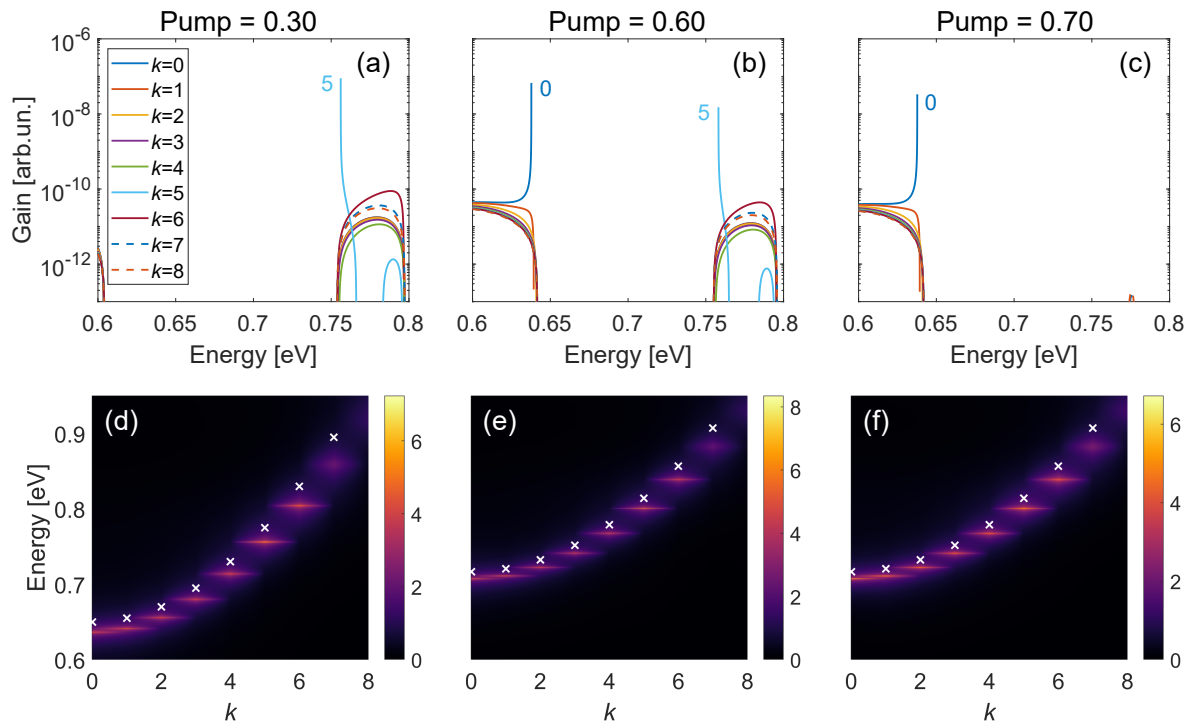 Pump = 0.30
Pump = 0.60
Pump = 0.70
(a)
(b)
(c)
Gain [arb.un.]
10^-6
10^-8
10^-10
10^-12
k=0
k=1
k=2
k=3
k=4
k=5
k=6
k=7
k=8
5
0
5
0
0.6 0.65 0.7 0.75 0.8
0.6 0.65 0.7 0.75 0.8
0.6 0.65 0.7 0.75 0.8
Energy [eV]
Energy [eV]
Energy [eV]
(d)
(e)
(f)
Energy [eV]
0.9
0.8
0.7
0.6
6
4
2
0
8
6
4
2
0
6
4
2
0
0 2 4 6 8
0 2 4 6 8
0 2 4 6 8
k
k
k